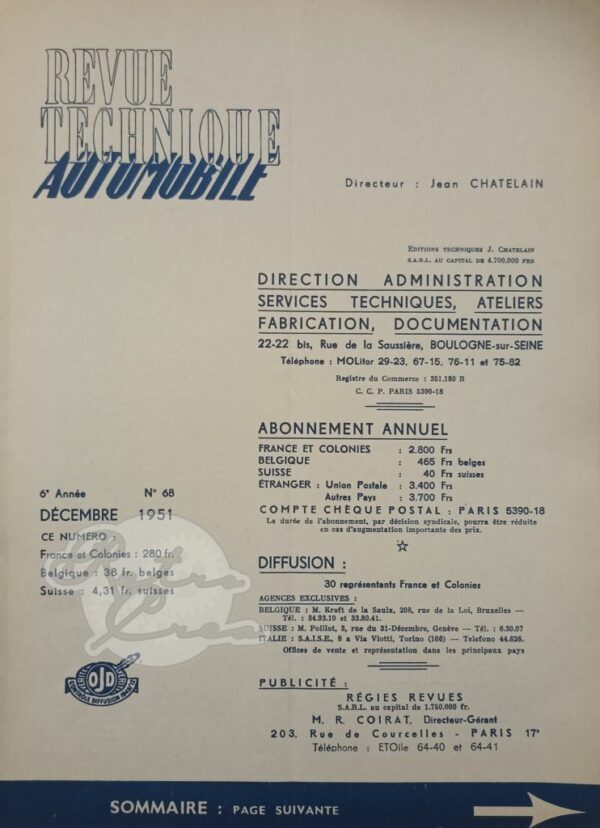 REVUE
TECHNIQUE
AUTOMOBILE
Directeur : Jean CHATELAIN
EDITIONS TECHNIQUES J. CHATELAIN
S.A.R.L. AU CAPITAL DE 4.700.000 FRS
DIRECTION ADMINISTRATION
SERVICES TECHNIQUES, ATELIERS
FABRICATION, DOCUMENTATION
22-22 bis, Rue de la Saussière, BOULOGNE-sur-SEINE
Téléphone : MOLitor 29-23, 67-15, 76-11 et 75-82
Registre du Commerce : 351.180 B
C. C. P. PARIS 5390-18
ABONNEMENT ANNUEL
FRANCE ET COLONIES : 2.800 Frs
BELGIQUE : 465 Frs belges
SUISSE : 40 Frs suisses
ÉTRANGER : Union Postale : 3.400 Frs
Autres Pays : 3.700 Frs
COMPTE CHÈQUE POSTAL : PARIS 5390-18
La durée de l'abonnement, par décision syndicale, pourra être réduite
en cas d'augmentation importante des prix.
6e Année N° 68
DÉCEMBRE 1951
CE NUMERO :
France et Colonies : 280 fr.
Belgique : 38 fr. belges
Suisse : 4,31 fr. suisses
Retro
Crea
OJD
CONTRÔLE DIFFUSION
DIFFUSION :
30 représentants France et Colonies
AGENCES EXCLUSIVES :
BELGIQUE : M. Kraft de la Saulx, 208, rue de la Loi, Bruxelles —
Tél. : 34.93.10 et 33.80.41.
SUISSE : M. Poillot, 3, rue du 31-Décembre, Genève — Tél. : 6.30.07
ITALIE : S.A.I.S.E., 8 a Via Viotti, Torino (106) — Telefono 44.626.
Offices de vente et représentation dans les principaux pays
PUBLICITÉ :
RÉGIES REVUES
S.A.R.L. au capital de 1.750.000 fr.
M. R. COIRAT, Directeur-Gérant
203, Rue de Courcelles - PARIS 17e
Téléphone : ETOile 64-40 et 64-41
SOMMAIRE : PAGE SUIVANTE